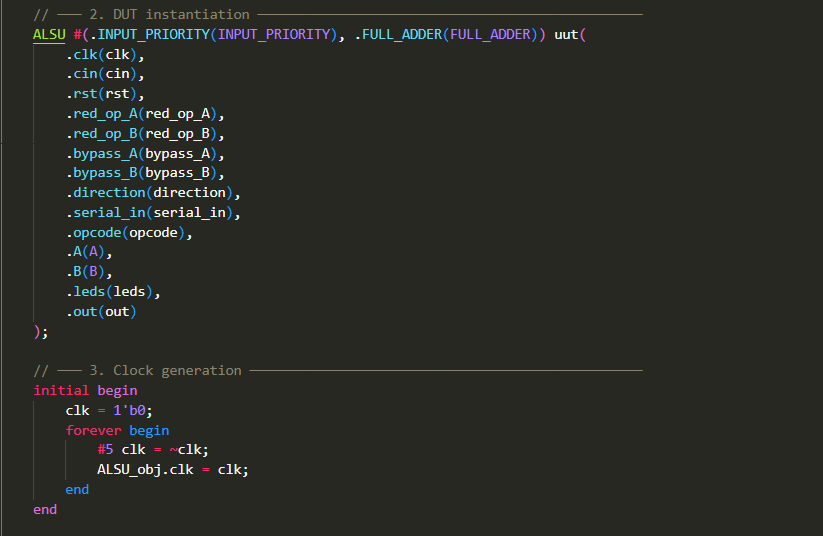 // ── 2. DUT instantiation ────────────────────────────────────────────────
ALSU #(.INPUT_PRIORITY(INPUT_PRIORITY), .FULL_ADDER(FULL_ADDER)) uut(
    .clk(clk),
    .cin(cin),
    .rst(rst),
    .red_op_A(red_op_A),
    .red_op_B(red_op_B),
    .bypass_A(bypass_A),
    .bypass_B(bypass_B),
    .direction(direction),
    .serial_in(serial_in),
    .opcode(opcode),
    .A(A),
    .B(B),
    .leds(leds),
    .out(out)
);
// ── 3. Clock generation ─────────────────────────────────────────────────
initial begin
    clk = 1'b0;
    forever begin
        #5 clk = ~clk;
        ALSU_obj.clk = clk;
    end
end